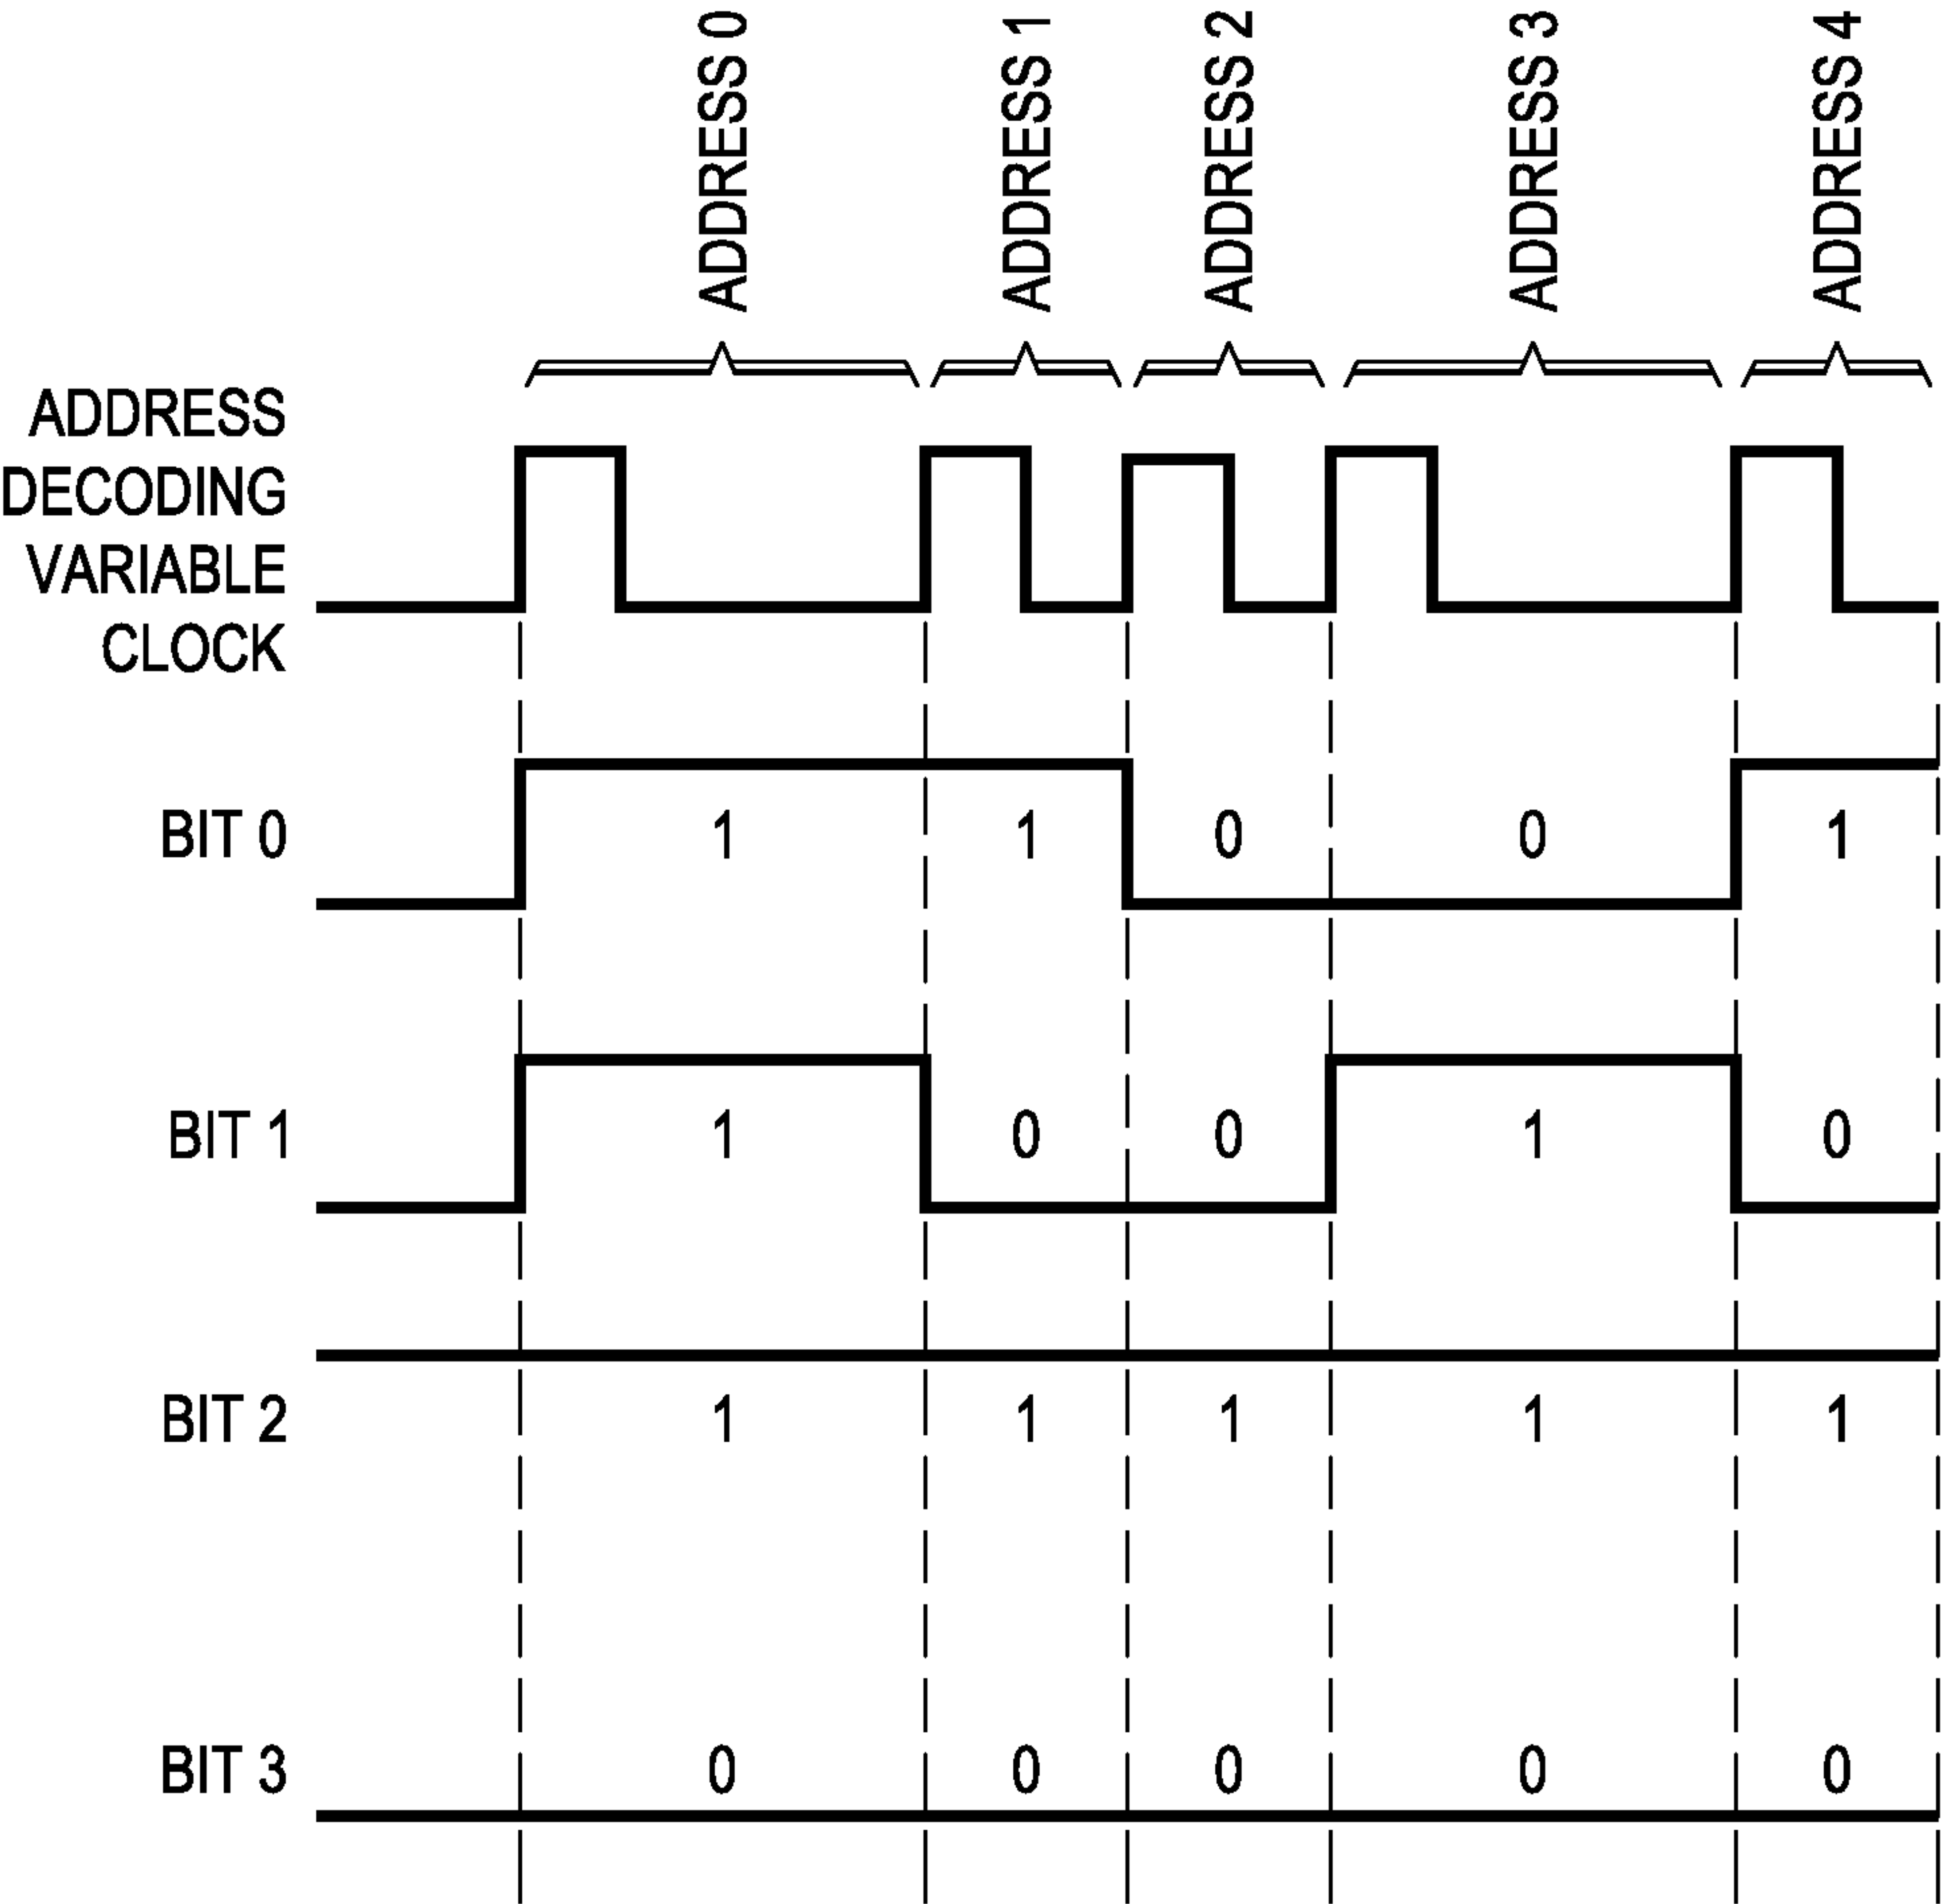 ADDRESS 0
ADDRESS 1
ADDRESS 2
ADDRESS 3
ADDRESS 4
ADDRESS
DECODING
VARIABLE
CLOCK
BIT 0 1 1 0 0 1
BIT 1 1 0 0 1 0
BIT 2 1 1 1 1 1
BIT 3 0 0 0 0 0